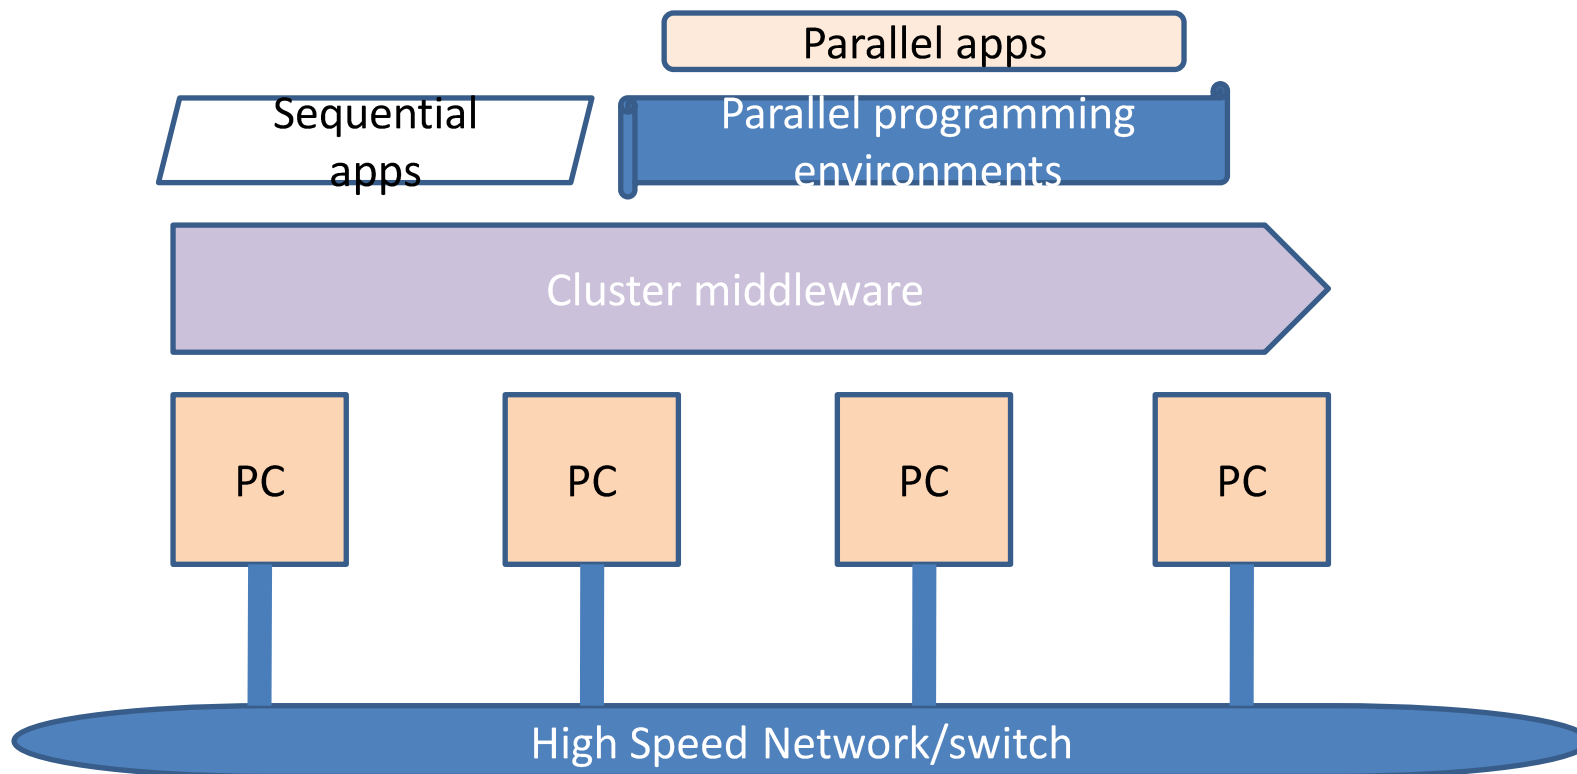 Parallel apps
Sequential
apps
Parallel programming
environments
Cluster middleware
PC
PC
PC
PC
High Speed Network/switch